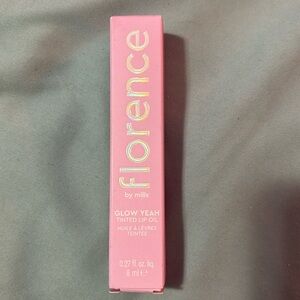 florence
by mills
GLOW YEAH
TINTED LIP OIL
HUILE À LÈVRES
TEINTÉE
0.27 fl. oz. liq.
8 ml ℮